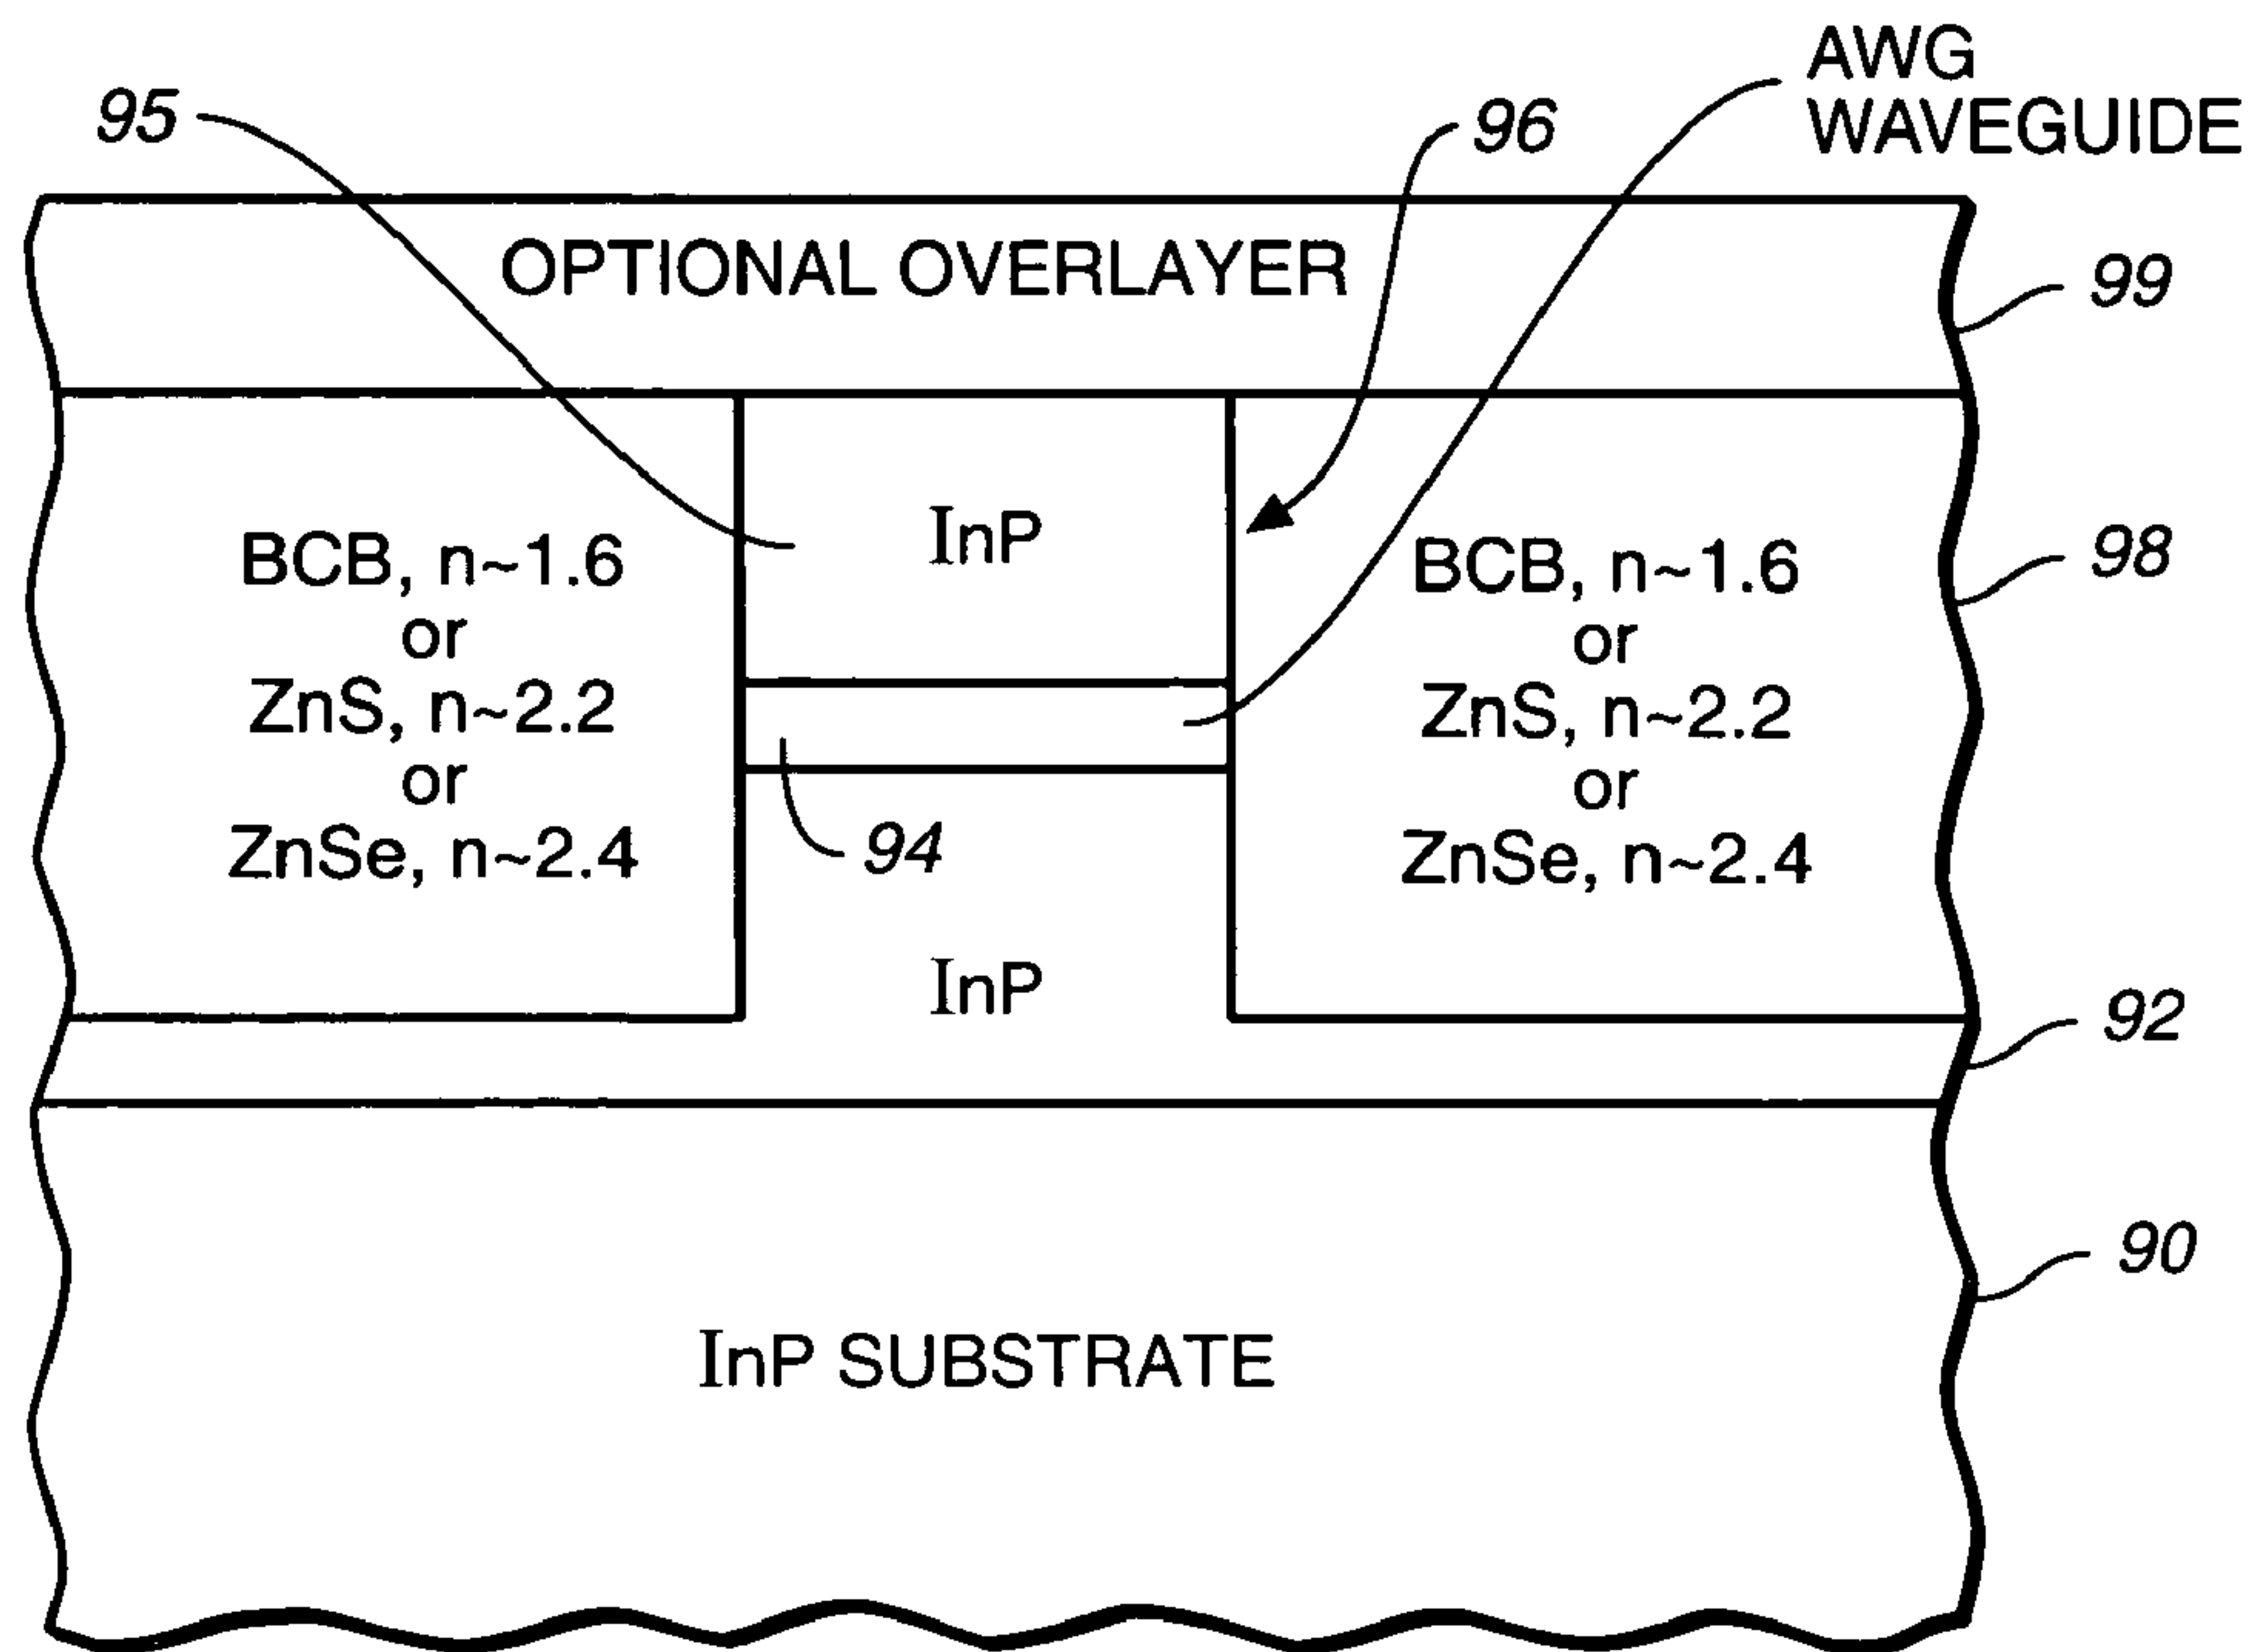 AWG
WAVEGUIDE
95
96
OPTIONAL OVERLAYER
99
InP
BCB, n~1.6
or
ZnS, n~2.2
or
ZnSe, n~2.4
BCB, n~1.6
or
ZnS, n~2.2
or
ZnSe, n~2.4
98
94
InP
92
90
InP SUBSTRATE